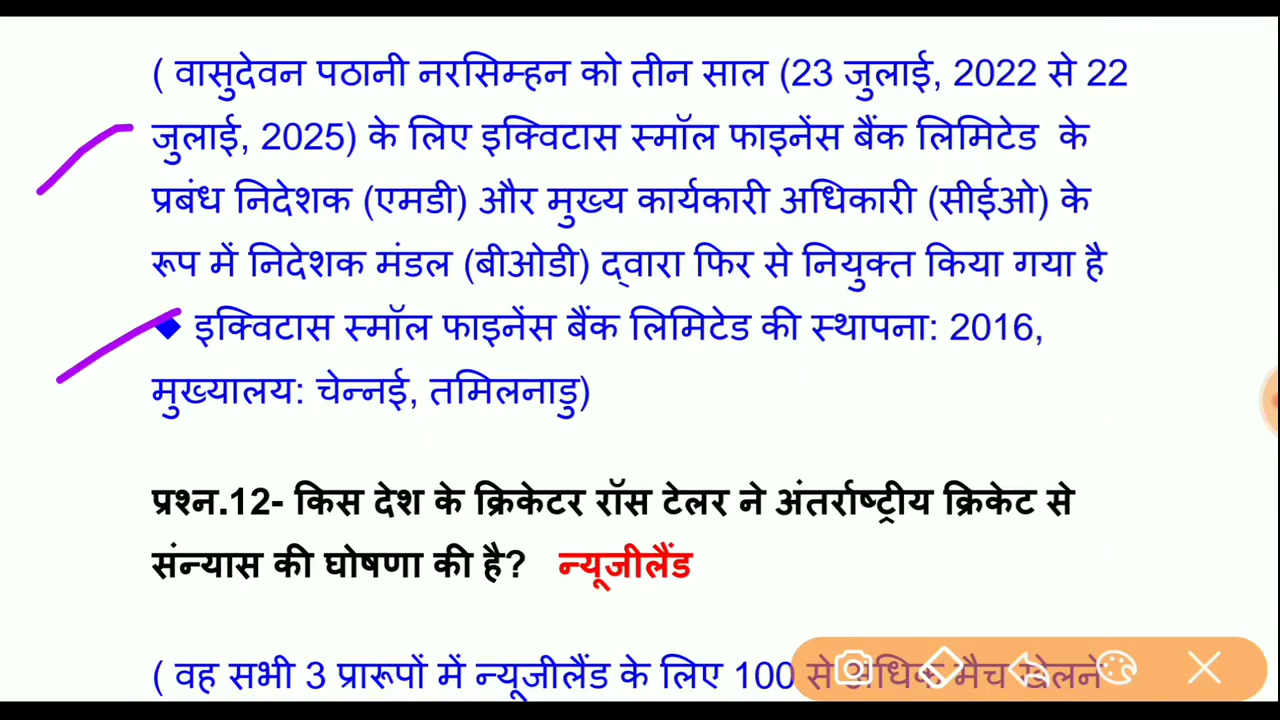 ( वासुदेवन पठानी नरसिम्हन को तीन साल (23 जुलाई, 2022 से 22
जुलाई, 2025) के लिए इक्विटास स्मॉल फाइनेंस बैंक लिमिटेड के
प्रबंध निदेशक (एमडी) और मुख्य कार्यकारी अधिकारी (सीईओ) के
रूप में निदेशक मंडल (बीओडी) द्वारा फिर से नियुक्त किया गया है
◆ इक्विटास स्मॉल फाइनेंस बैंक लिमिटेड की स्थापना: 2016,
मुख्यालय: चेन्नई, तमिलनाडु)
प्रश्न.12- किस देश के क्रिकेटर रॉस टेलर ने अंतर्राष्ट्रीय क्रिकेट से
संन्यास की घोषणा की है? न्यूजीलैंड
( वह सभी 3 प्रारूपों में न्यूजीलैंड के लिए 100 से अधिक मैच खेलने